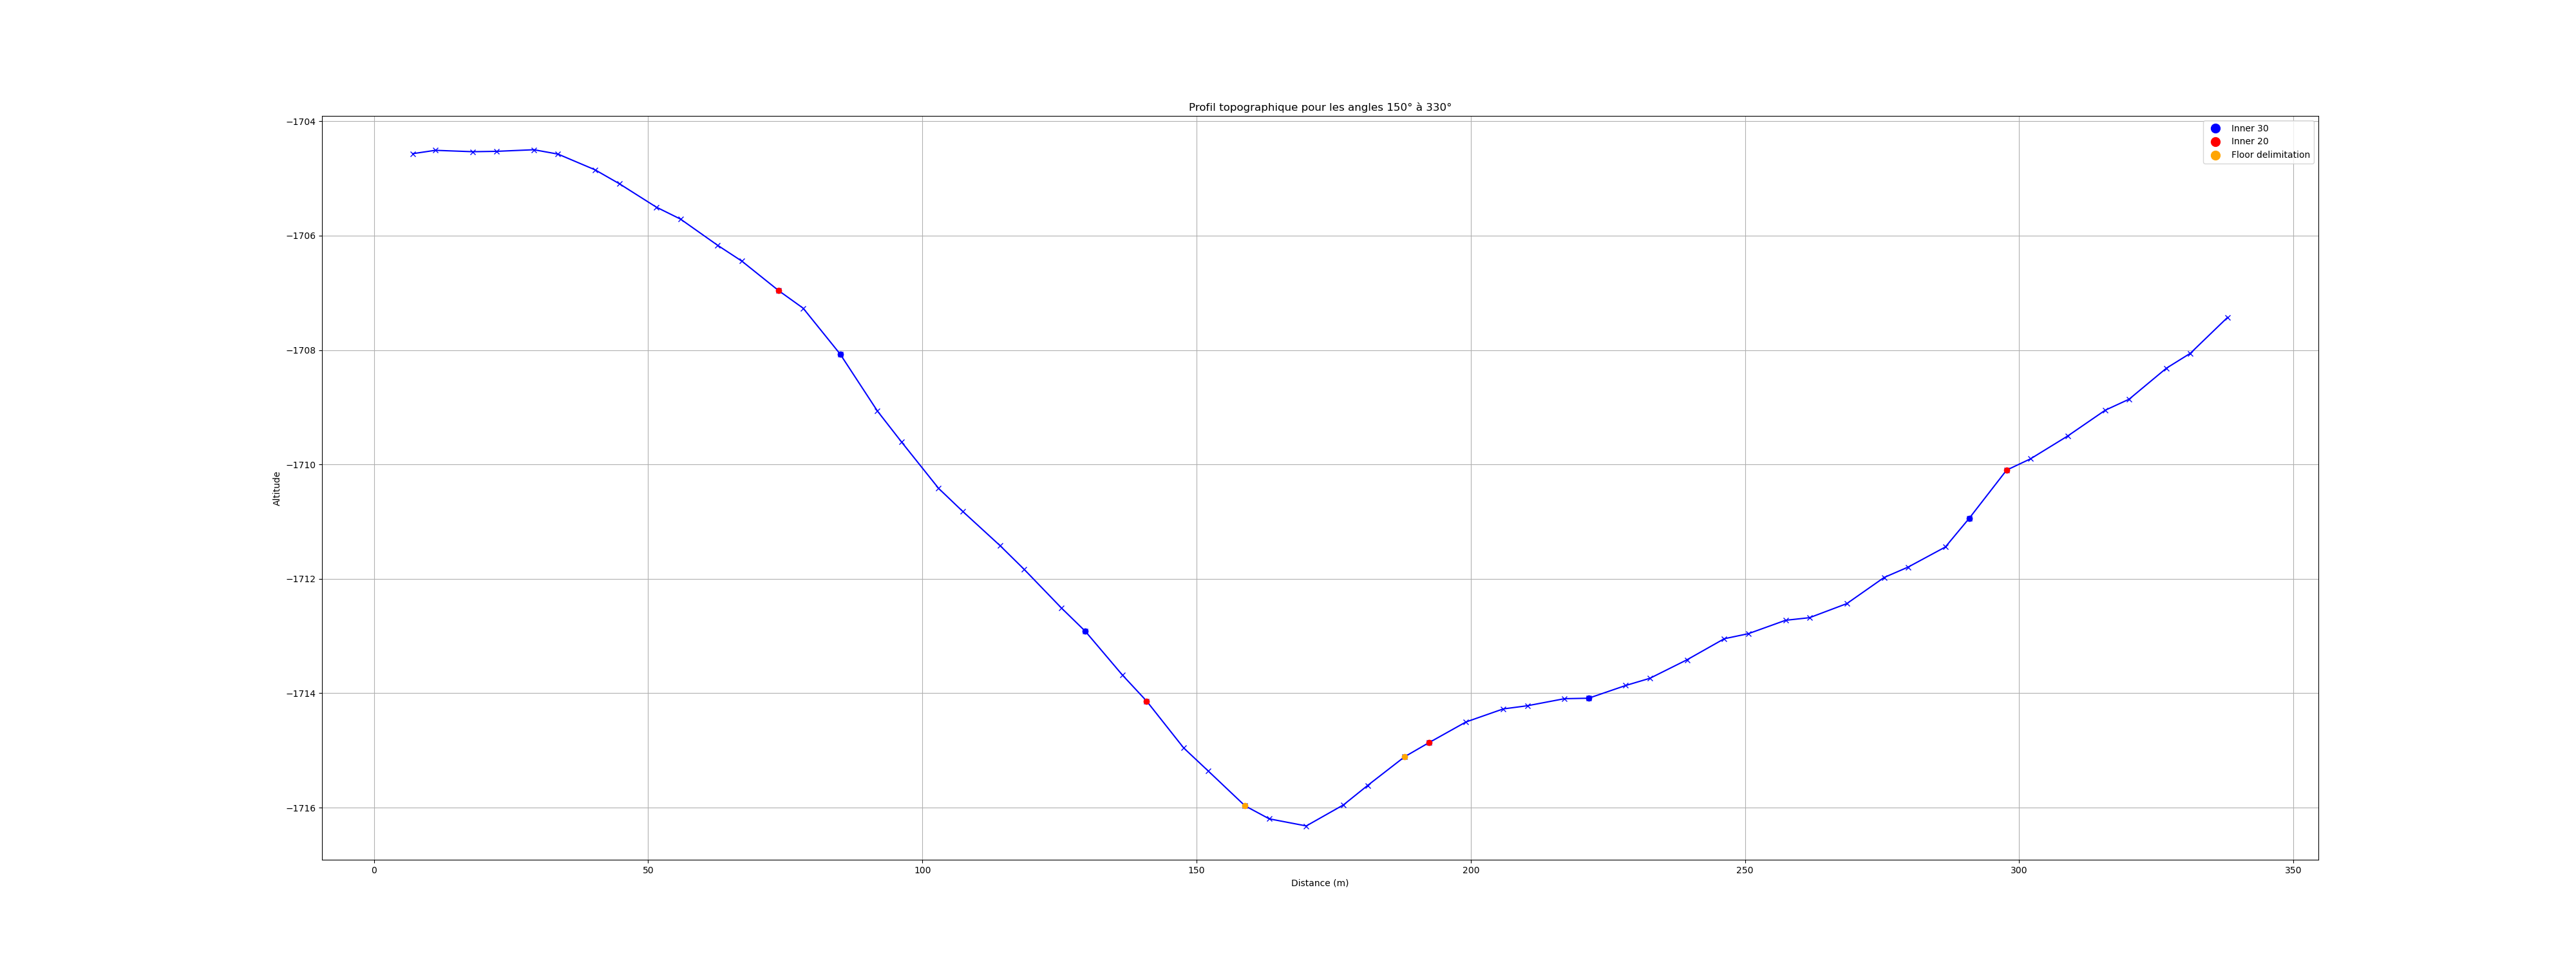 Profil topographique pour les angles 150° à 330°
Inner 30
Inner 20
Floor delimitation
−1704
−1706
−1708
−1710
−1712
−1714
−1716
Altitude
0 50 100 150 200 250 300 350
Distance (m)